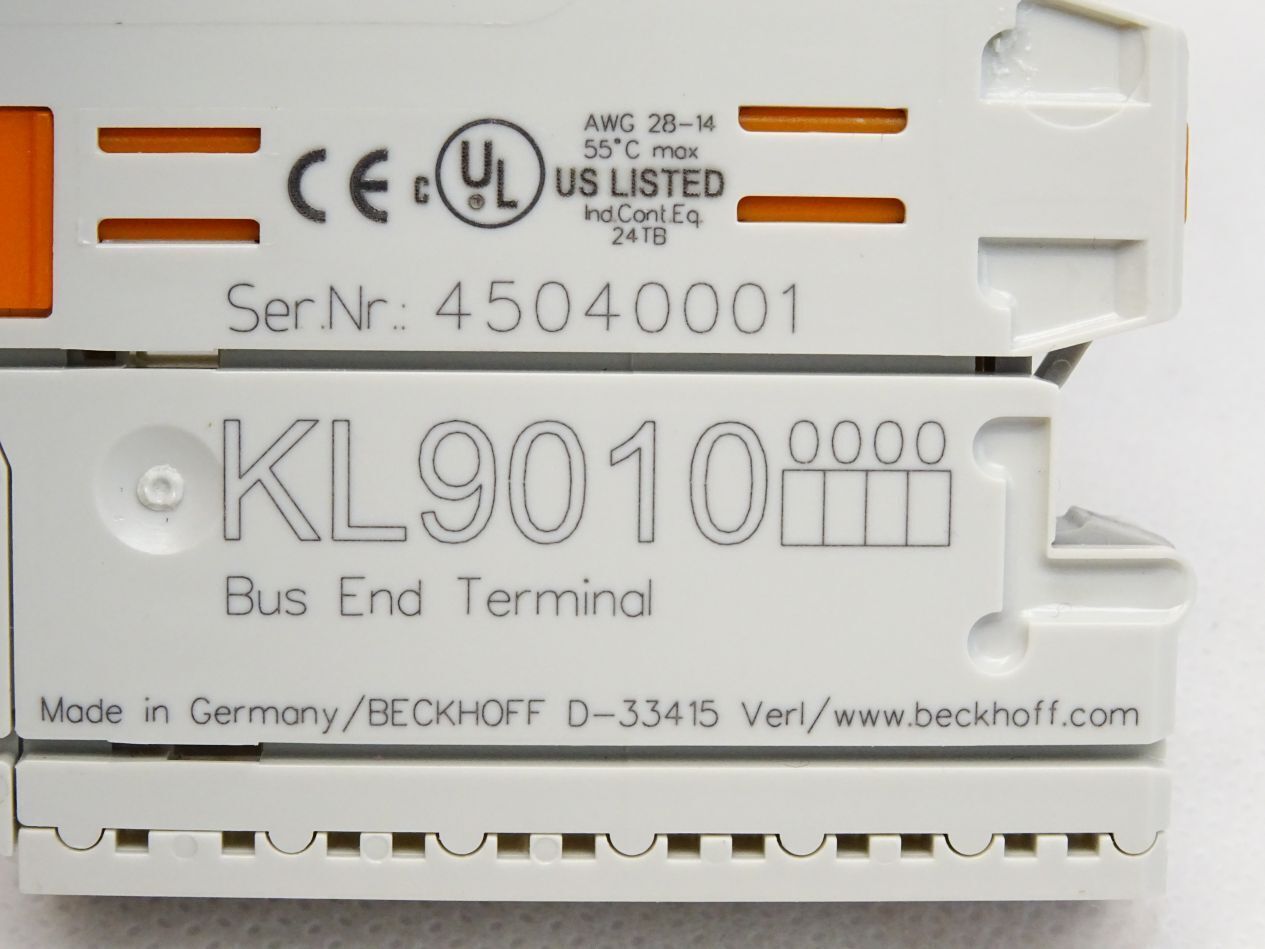 AWG 28-14
55°C max
CE c UL ® US LISTED
Ind.Cont.Eq.
24TB
Ser.Nr.: 45040001
KL9010 0000
Bus End Terminal
Made in Germany/BECKHOFF D-33415 Verl/www.beckhoff.com